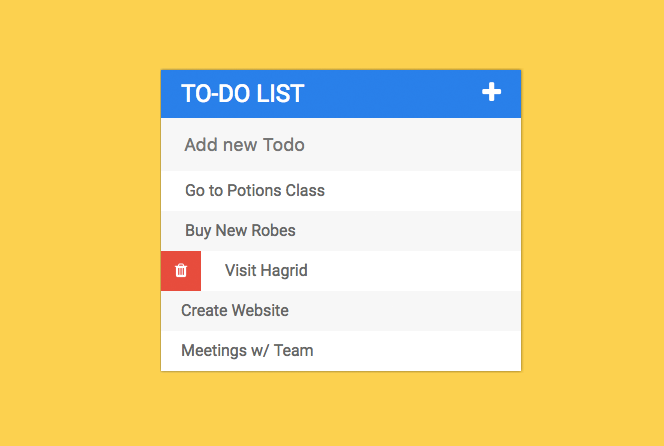 TO-DO LIST
Add new Todo
Go to Potions Class
Buy New Robes
Visit Hagrid
Create Website
Meetings w/ Team